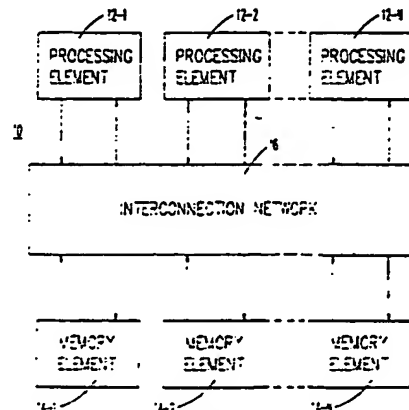 12-1 12-2 12-N
PROCESSING PROCESSING PROCESSING
ELEMENT ELEMENT ELEMENT
10
16
INTERCONNECTION NETWORK
MEMORY MEMORY MEMORY
ELEMENT ELEMENT ELEMENT